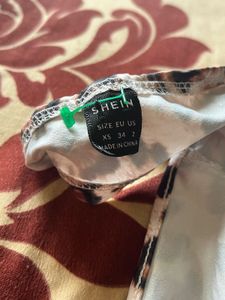 SHEIN
SIZE EU US
XS 34 2
MADE IN CHINA